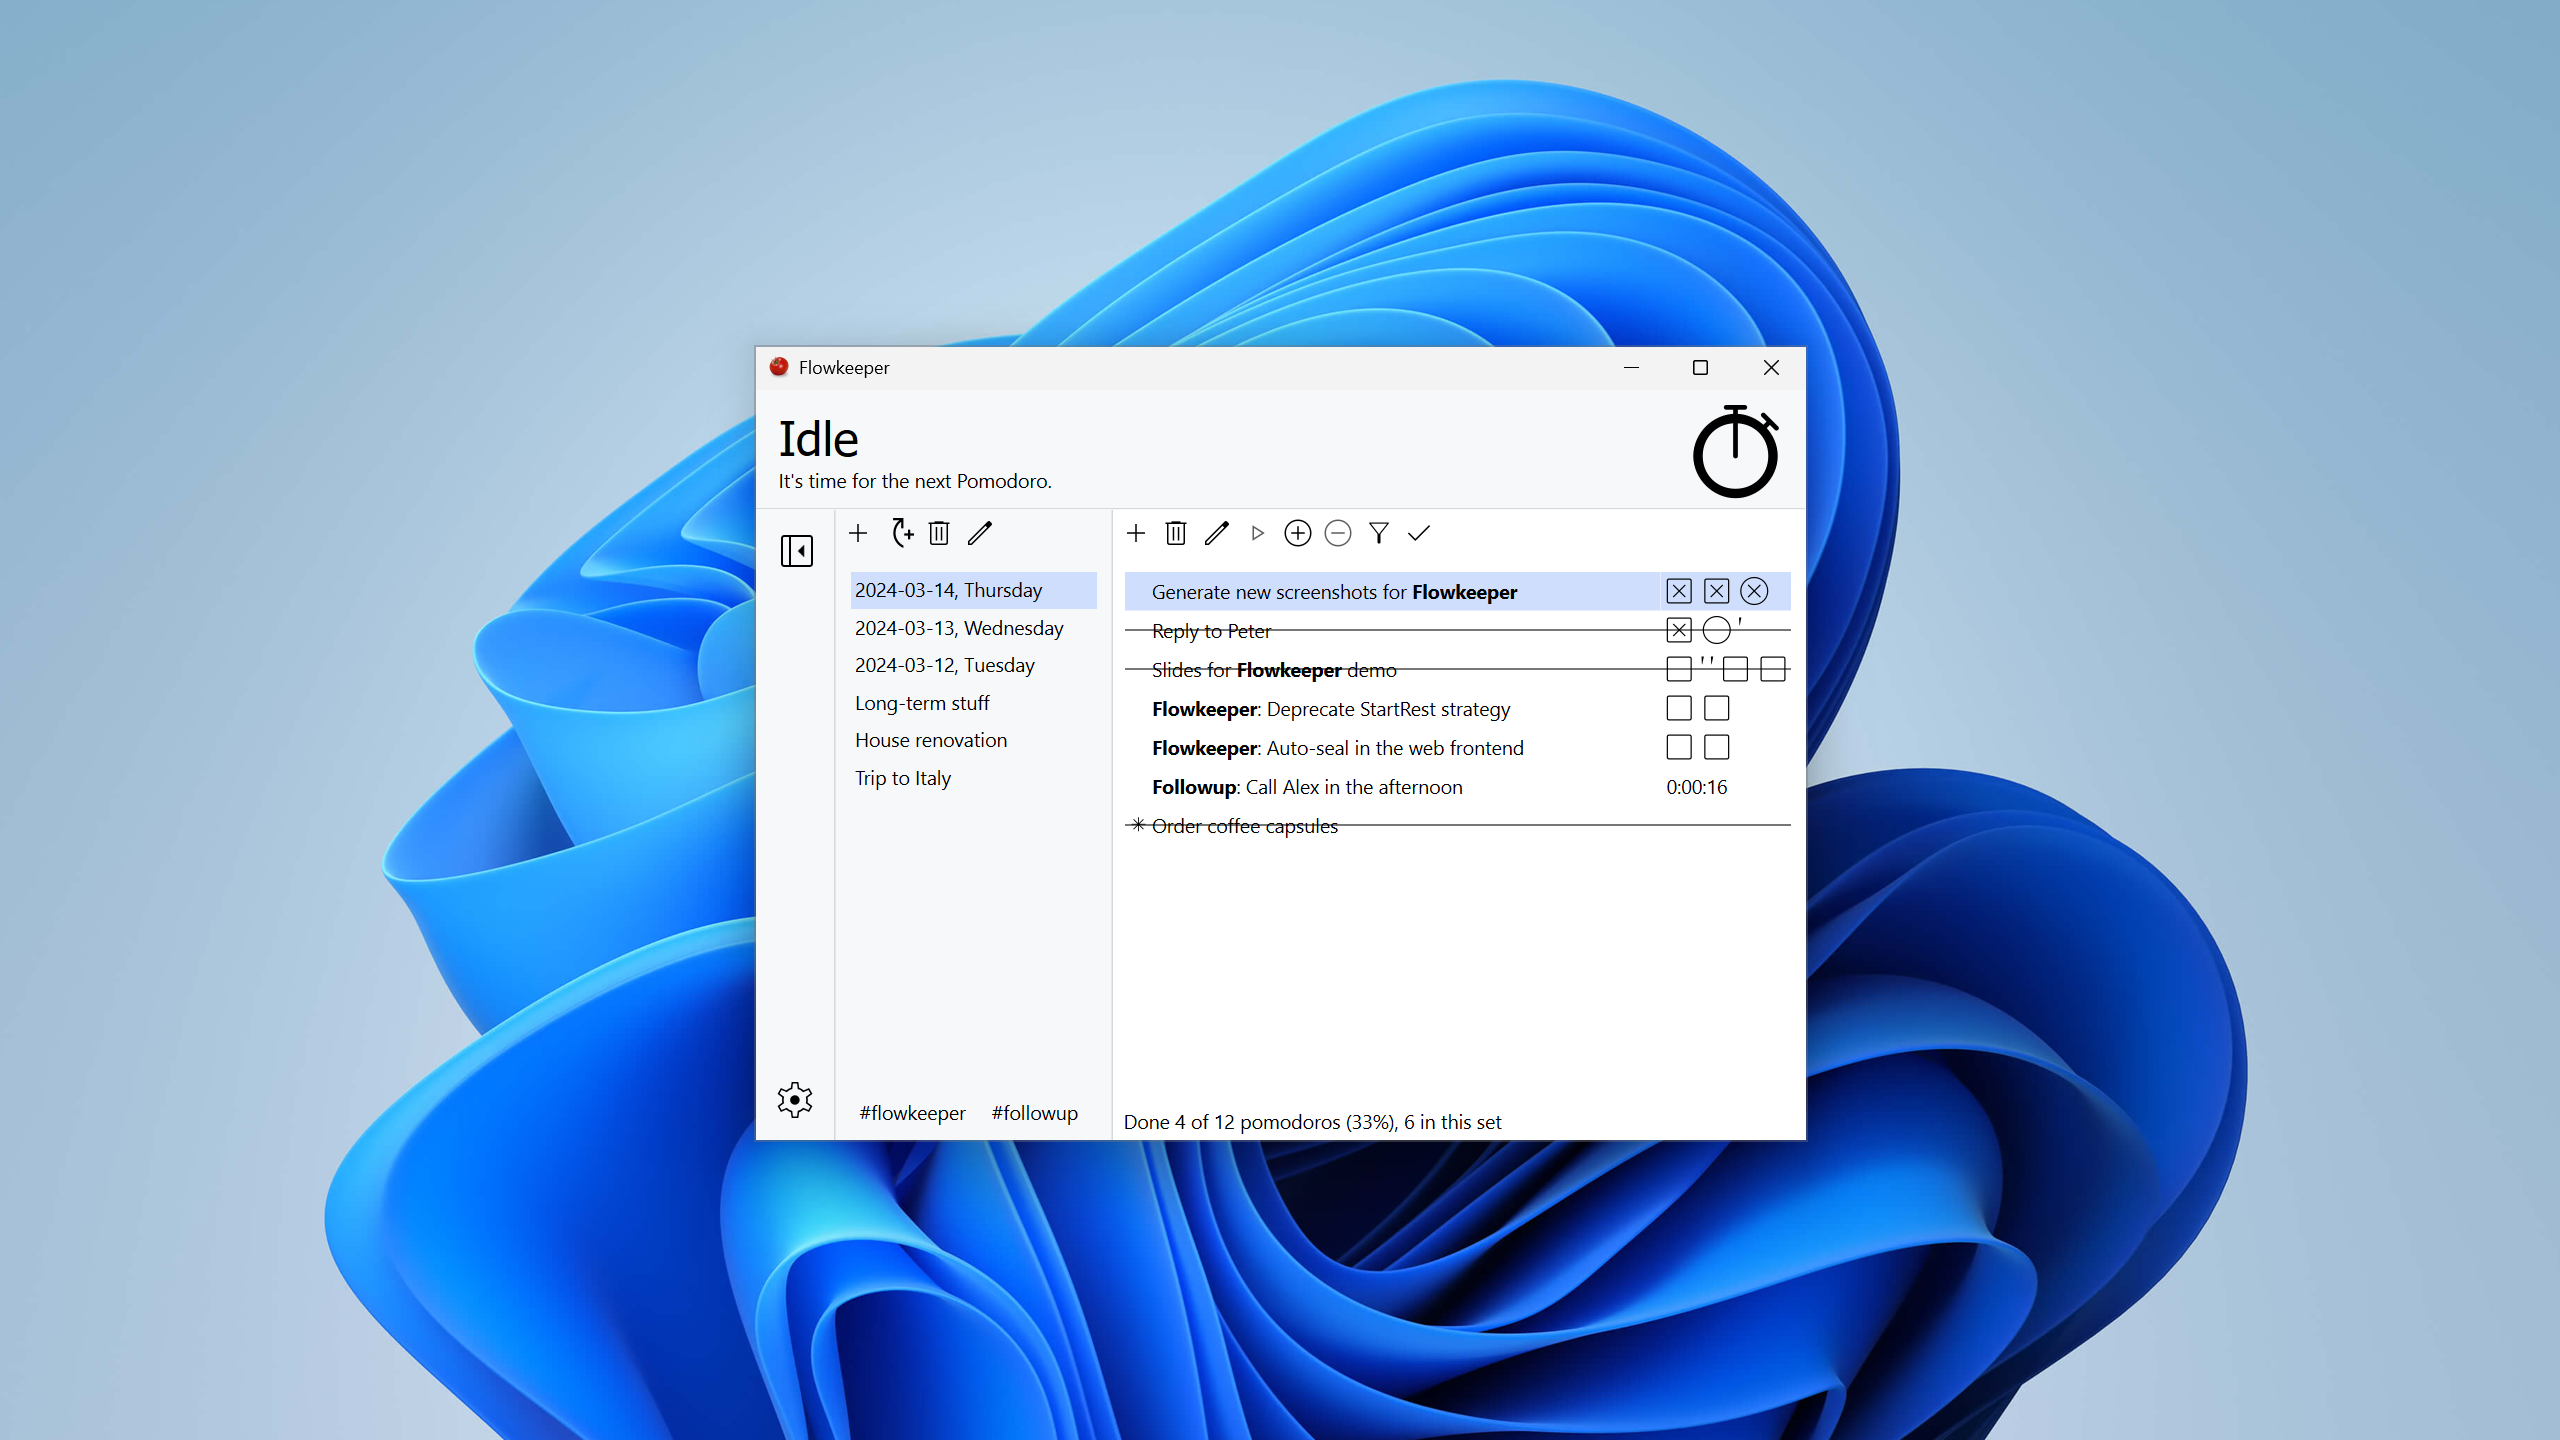 Flowkeeper
Idle
It's time for the next Pomodoro.
2024-03-14, Thursday
2024-03-13, Wednesday
2024-03-12, Tuesday
Long-term stuff
House renovation
Trip to Italy
#flowkeeper #followup
Generate new screenshots for Flowkeeper
Reply to Peter
Slides for Flowkeeper demo
Flowkeeper: Deprecate StartRest strategy
Flowkeeper: Auto-seal in the web frontend
Followup: Call Alex in the afternoon 0:00:16
Order coffee capsules
Done 4 of 12 pomodoros (33%), 6 in this set